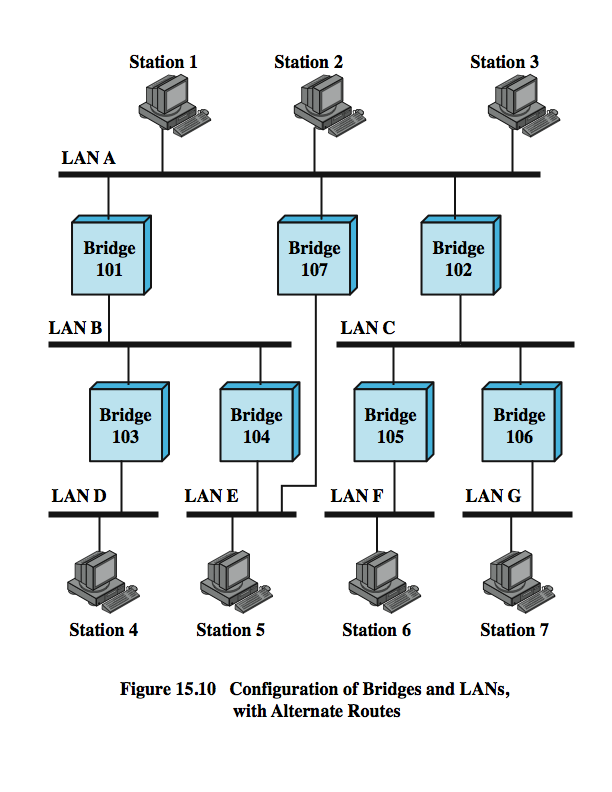 Station 1
Station 2
Station 3
LAN A
Bridge
101
Bridge
107
Bridge
102
LAN B
LAN C
Bridge
103
Bridge
104
Bridge
105
Bridge
106
LAN D
LAN E
LAN F
LAN G
Station 4
Station 5
Station 6
Station 7
Figure 15.10 Configuration of Bridges and LANs,
with Alternate Routes